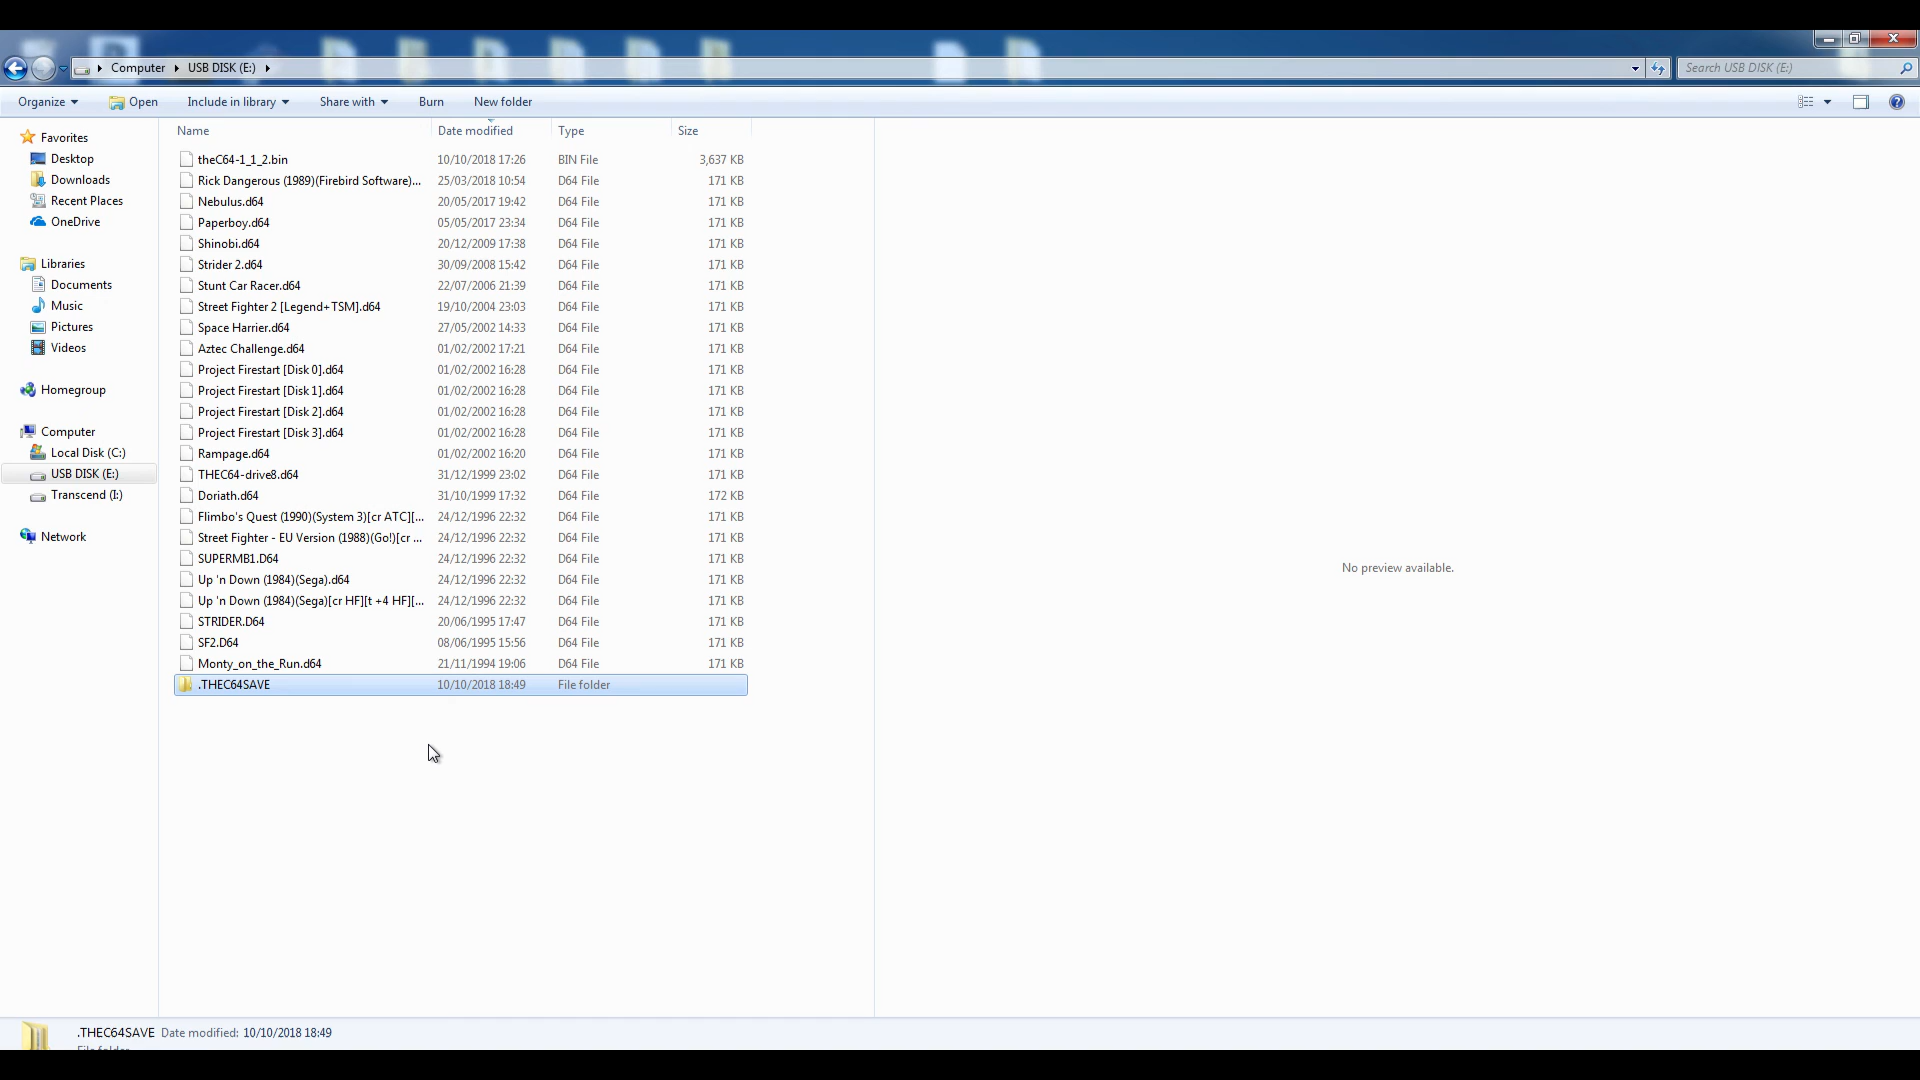 Computer USB DISK (E:) Search USB DISK (E:)
Organize Open Include in library Share with Burn New folder
Name Date modified Type Size
Favorites
Desktop
Downloads
Recent Places
OneDrive
Libraries
Documents
Music
Pictures
Videos
Homegroup
Computer
Local Disk (C:)
USB DISK (E:)
Transcend (I:)
Network
theC64-1_1_2.bin 10/10/2018 17:26 BIN File 3,637 KB
Rick Dangerous (1989)(Firebird Software)... 25/03/2018 10:54 D64 File 171 KB
Nebulus.d64 20/05/2017 19:42 D64 File 171 KB
Paperboy.d64 05/05/2017 23:34 D64 File 171 KB
Shinobi.d64 20/12/2009 17:38 D64 File 171 KB
Strider 2.d64 30/09/2008 15:42 D64 File 171 KB
Stunt Car Racer.d64 22/07/2006 21:39 D64 File 171 KB
Street Fighter 2 [Legend+TSM].d64 19/10/2004 23:03 D64 File 171 KB
Space Harrier.d64 27/05/2002 14:33 D64 File 171 KB
Aztec Challenge.d64 01/02/2002 17:21 D64 File 171 KB
Project Firestart [Disk 0].d64 01/02/2002 16:28 D64 File 171 KB
Project Firestart [Disk 1].d64 01/02/2002 16:28 D64 File 171 KB
Project Firestart [Disk 2].d64 01/02/2002 16:28 D64 File 171 KB
Project Firestart [Disk 3].d64 01/02/2002 16:28 D64 File 171 KB
Rampage.d64 01/02/2002 16:20 D64 File 171 KB
THEC64-drive8.d64 31/12/1999 23:02 D64 File 171 KB
Doriath.d64 31/10/1999 17:32 D64 File 172 KB
Flimbo's Quest (1990)(System 3)[cr ATC][... 24/12/1996 22:32 D64 File 171 KB
Street Fighter - EU Version (1988)(Go!)[cr ... 24/12/1996 22:32 D64 File 171 KB
SUPERMB1.D64 24/12/1996 22:32 D64 File 171 KB
Up 'n Down (1984)(Sega).d64 24/12/1996 22:32 D64 File 171 KB
Up 'n Down (1984)(Sega)[cr HF][t +4 HF][... 24/12/1996 22:32 D64 File 171 KB
STRIDER.D64 20/06/1995 17:47 D64 File 171 KB
SF2.D64 08/06/1995 15:56 D64 File 171 KB
Monty_on_the_Run.d64 21/11/1994 19:06 D64 File 171 KB
.THEC64SAVE 10/10/2018 18:49 File folder
No preview available.
.THEC64SAVE Date modified: 10/10/2018 18:49
File folder